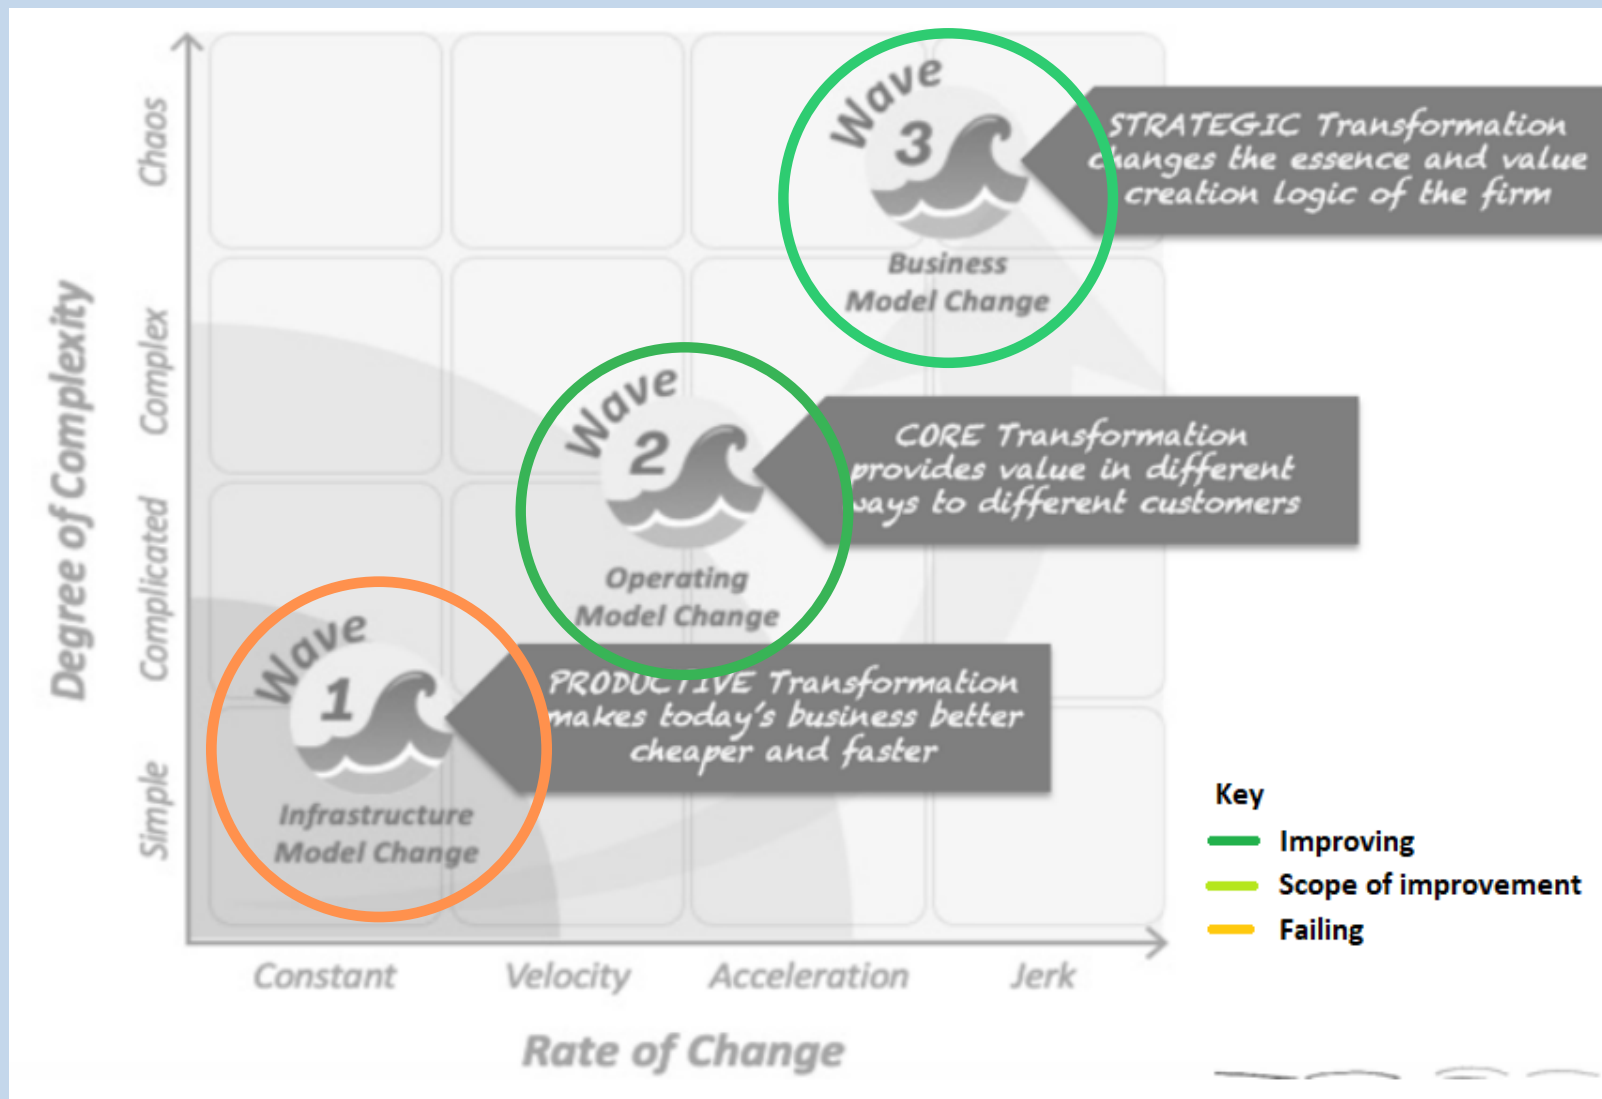 Degree of Complexity
Chaos
Complex
Complicated
Simple
Wave
3
Business
Model Change
STRATEGIC Transformation
changes the essence and value
creation logic of the firm
Wave
2
Operating
Model Change
CORE Transformation
provides value in different
ways to different customers
Wave
1
Infrastructure
Model Change
PRODUCTIVE Transformation
makes today's business better
cheaper and faster
Key
Improving
Scope of improvement
Failing
Constant
Velocity
Acceleration
Jerk
Rate of Change